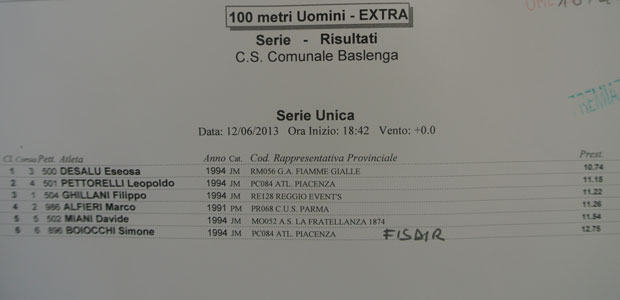 100 metri Uomini - EXTRA
Serie - Risultati
C.S. Comunale Baslenga
Serie Unica
Data: 12/06/2013 Ora Inizio: 18:42 Vento: +0.0
Cl. Corsia Pett. Atleta Anno Cat. Cod. Rappresentativa Provinciale Prest.
1 3 500 DESALU Eseosa 1994 JM RM056 G.A. FIAMME GIALLE 10.74
2 4 501 PETTORELLI Leopoldo 1994 JM PC084 ATL. PIACENZA 11.15
3 1 504 GHILLANI Filippo 1994 JM RE128 REGGIO EVENT'S 11.22
4 2 986 ALFIERI Marco 1991 PM PR068 C.U.S. PARMA 11.26
5 5 502 MIANI Davide 1994 JM MO052 A.S. LA FRATELLANZA 1874 11.54
6 6 896 BOIOCCHI Simone 1994 JM PC084 ATL. PIACENZA FISDIR 12.75